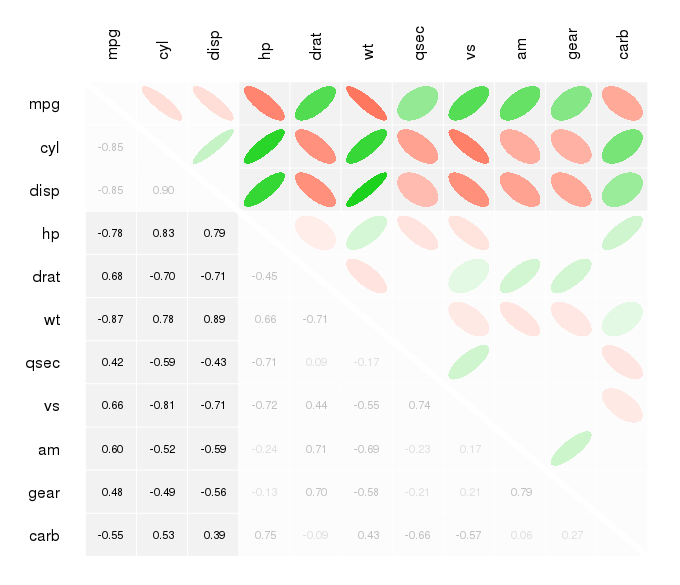 mpg cyl disp hp drat wt qsec vs am gear carb
mpg
cyl -0.85
disp -0.85 0.90
hp -0.78 0.83 0.79
drat 0.68 -0.70 -0.71 -0.45
wt -0.87 0.78 0.89 0.66 -0.71
qsec 0.42 -0.59 -0.43 -0.71 0.09 -0.17
vs 0.66 -0.81 -0.71 -0.72 0.44 -0.55 0.74
am 0.60 -0.52 -0.59 -0.24 0.71 -0.69 -0.23 0.17
gear 0.48 -0.49 -0.56 -0.13 0.70 -0.58 -0.21 0.21 0.79
carb -0.55 0.53 0.39 0.75 -0.09 0.43 -0.66 -0.57 0.06 0.27